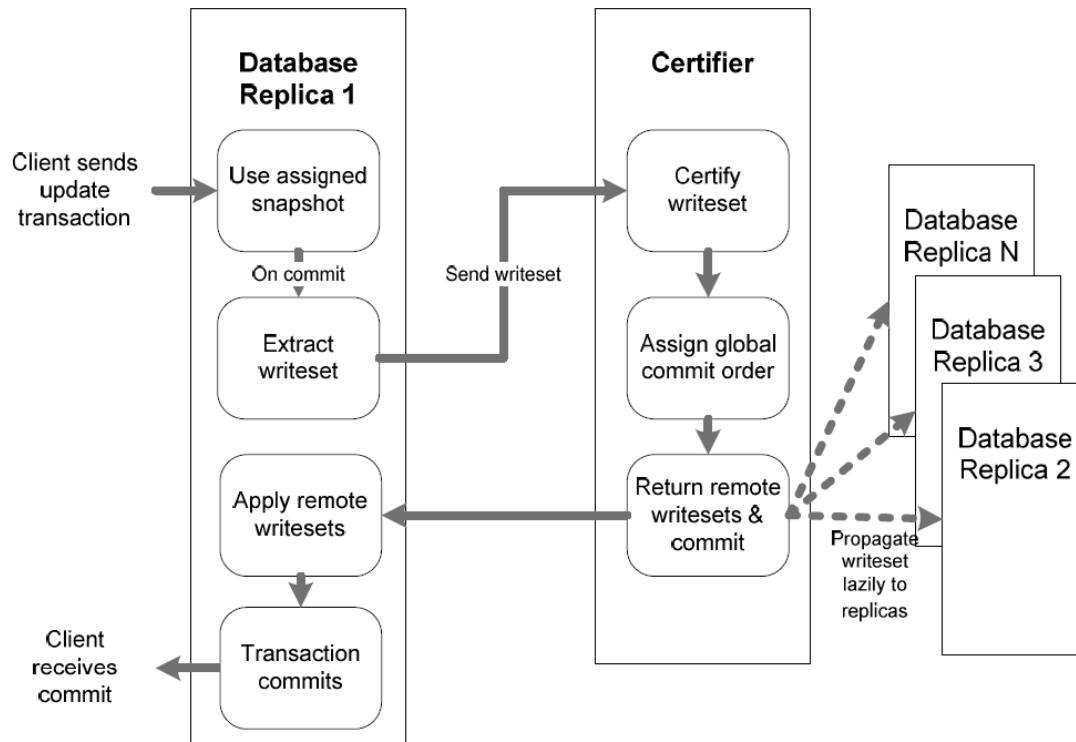 Database
Replica 1
Certifier
Client sends
update
transaction
Use assigned
snapshot
Certify
writeset
On commit
Send writeset
Extract
writeset
Assign global
commit order
Database
Replica N
Database
Replica 3
Database
Replica 2
Apply remote
writesets
Return remote
writesets &
commit
Propagate
writeset
lazily to
replicas
Client
receives
commit
Transaction
commits